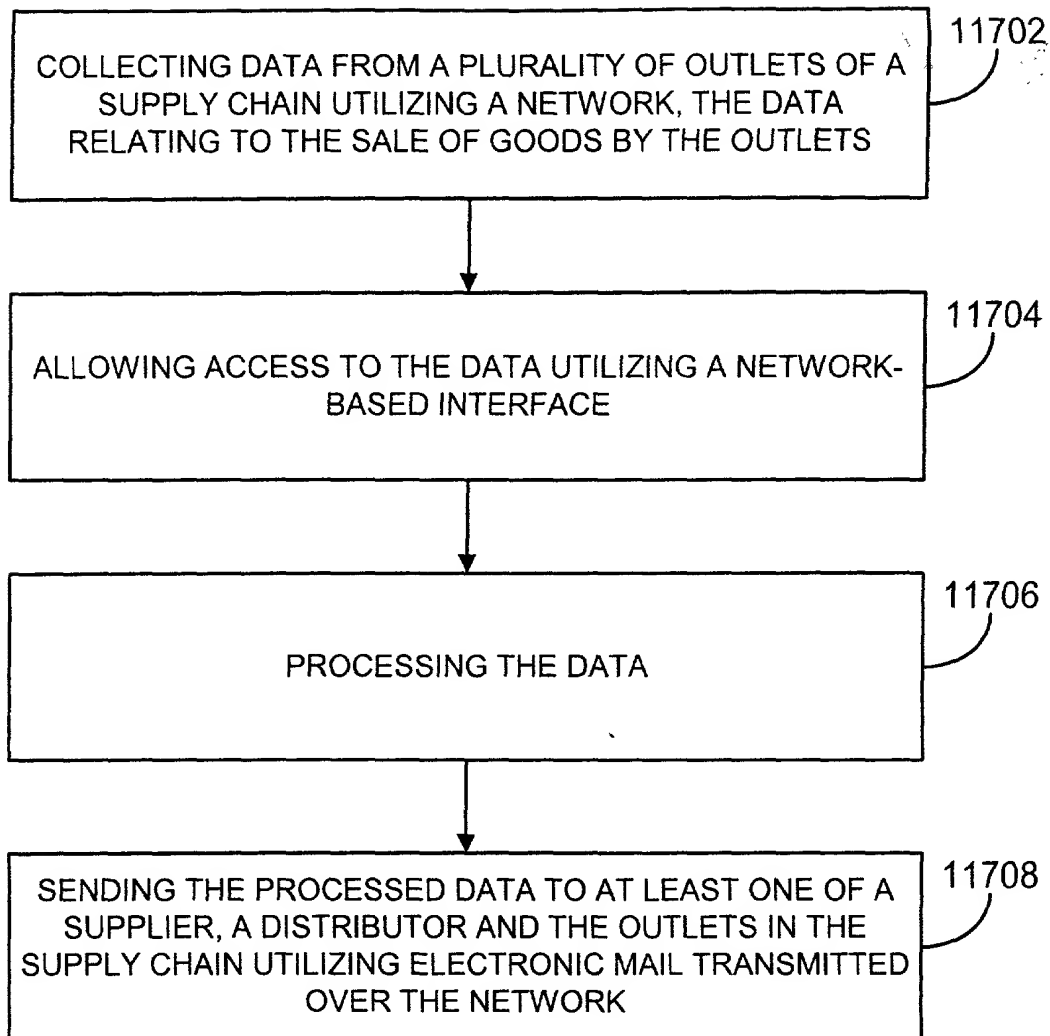 11702
COLLECTING DATA FROM A PLURALITY OF OUTLETS OF A
SUPPLY CHAIN UTILIZING A NETWORK, THE DATA
RELATING TO THE SALE OF GOODS BY THE OUTLETS
11704
ALLOWING ACCESS TO THE DATA UTILIZING A NETWORK-
BASED INTERFACE
11706
PROCESSING THE DATA
11708
SENDING THE PROCESSED DATA TO AT LEAST ONE OF A
SUPPLIER, A DISTRIBUTOR AND THE OUTLETS IN THE
SUPPLY CHAIN UTILIZING ELECTRONIC MAIL TRANSMITTED
OVER THE NETWORK